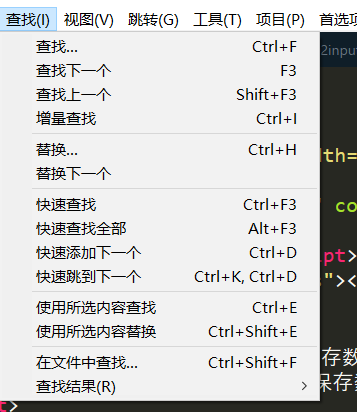 查找(I) 视图(V) 跳转(G) 工具(T) 项目(P) 首选项
查找... Ctrl+F
2input
查找下一个 F3
查找上一个 Shift+F3
增量查找 Ctrl+I
替换... Ctrl+H
dth=
替换下一个
快速查找 Ctrl+F3
co
快速查找全部 Alt+F3
快速添加下一个 Ctrl+D
ipt>
快速跳到下一个 Ctrl+K, Ctrl+D
"><
使用所选内容查找 Ctrl+E
使用所选内容替换 Ctrl+Shift+E
在文件中查找... Ctrl+Shift+F
存数
查找结果(R)
保存
t>